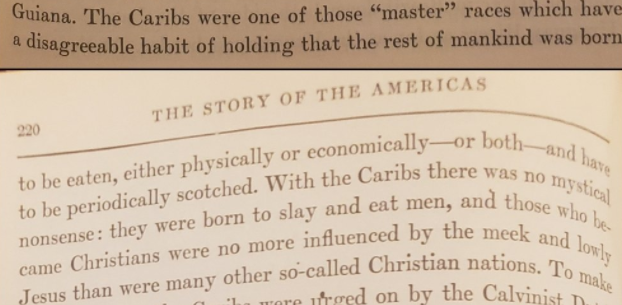 Guiana. The Caribs were one of those “master” races which have
a disagreeable habit of holding that the rest of mankind was born
220
THE STORY OF THE AMERICAS
to be eaten, either physically or economically—or both—and have
to be periodically scotched. With the Caribs there was no mystical
nonsense: they were born to slay and eat men, and those who be-
came Christians were no more influenced by the meek and lowly
Jesus than were many other so-called Christian nations. To make
were urged on by the Calvinist